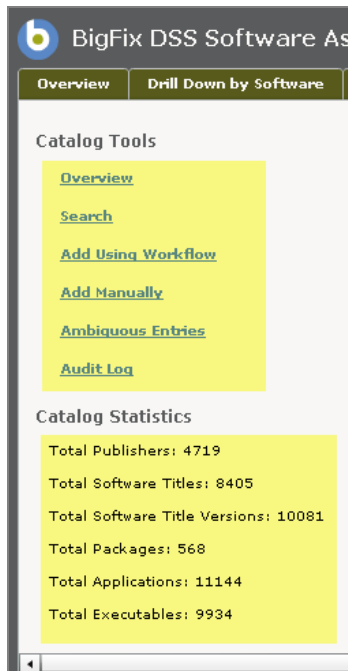 BigFix DSS Software As
Overview
Drill Down by Software
Catalog Tools
Overview
Search
Add Using Workflow
Add Manually
Ambiguous Entries
Audit Log
Catalog Statistics
Total Publishers: 4719
Total Software Titles: 8405
Total Software Title Versions: 10081
Total Packages: 568
Total Applications: 11144
Total Executables: 9934